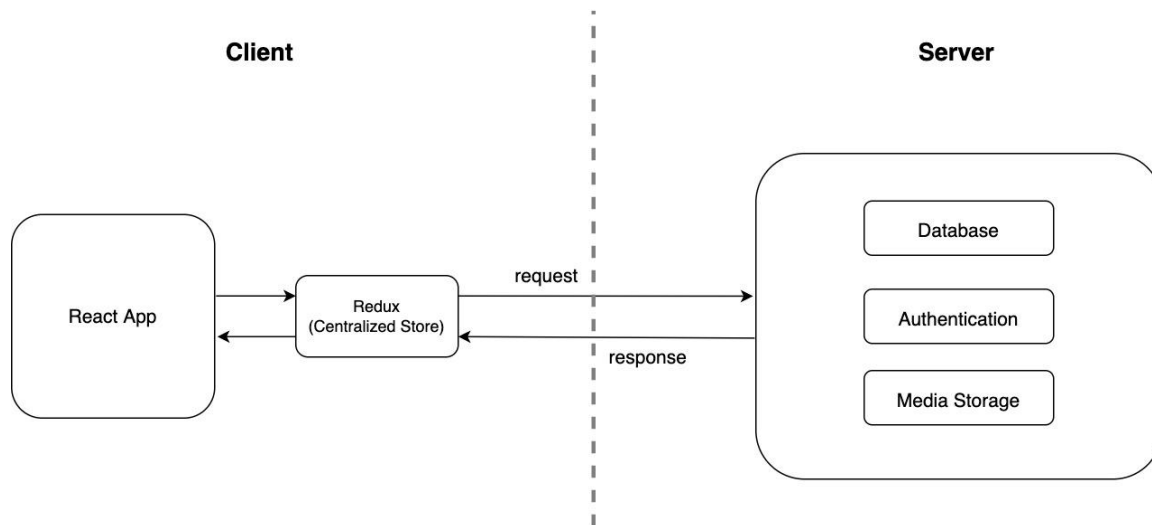 Client
Server
React App
Redux
(Centralized Store)
request
response
Database
Authentication
Media Storage